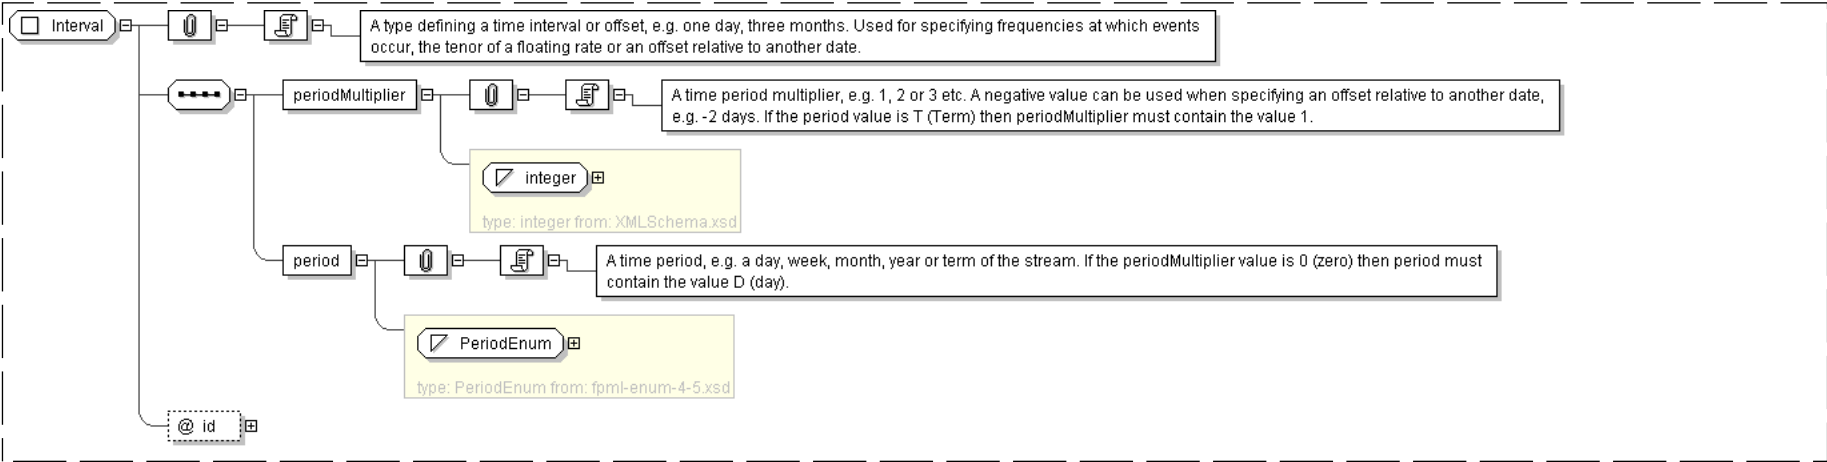 Interval
A type defining a time interval or offset, e.g. one day, three months. Used for specifying frequencies at which events
occur, the tenor of a floating rate or an offset relative to another date.
periodMultiplier
A time period multiplier, e.g. 1, 2 or 3 etc. A negative value can be used when specifying an offset relative to another date,
e.g. -2 days. If the period value is T (Term) then periodMultiplier must contain the value 1.
integer
type: integer from: XMLSchema.xsd
period
A time period, e.g. a day, week, month, year or term of the stream. If the periodMultiplier value is 0 (zero) then period must
contain the value D (day).
PeriodEnum
type: PeriodEnum from: fpml-enum-4-5.xsd
@ id